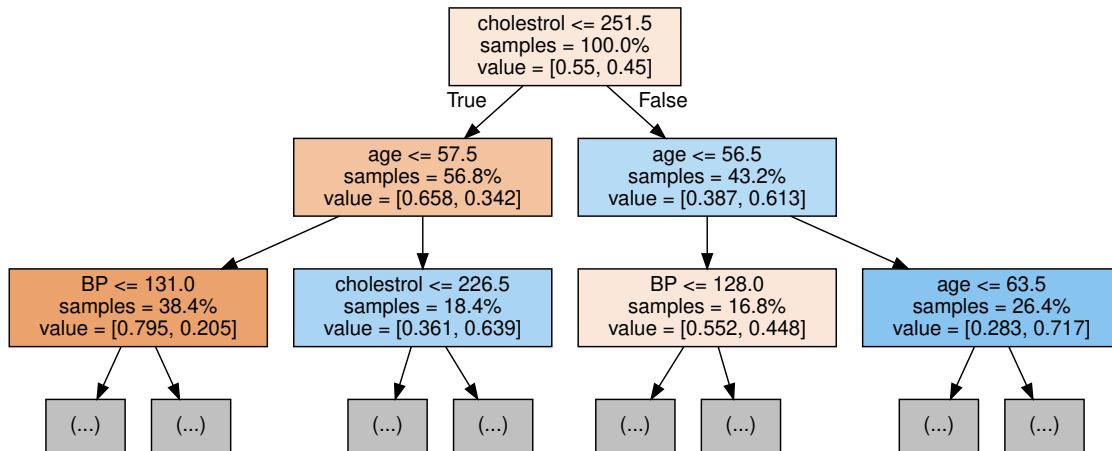 cholestrol <= 251.5
samples = 100.0%
value = [0.55, 0.45]
True
False
age <= 57.5
samples = 56.8%
value = [0.658, 0.342]
age <= 56.5
samples = 43.2%
value = [0.387, 0.613]
BP <= 131.0
samples = 38.4%
value = [0.795, 0.205]
cholestrol <= 226.5
samples = 18.4%
value = [0.361, 0.639]
BP <= 128.0
samples = 16.8%
value = [0.552, 0.448]
age <= 63.5
samples = 26.4%
value = [0.283, 0.717]
(...)
(...)
(...)
(...)
(...)
(...)
(...)
(...)